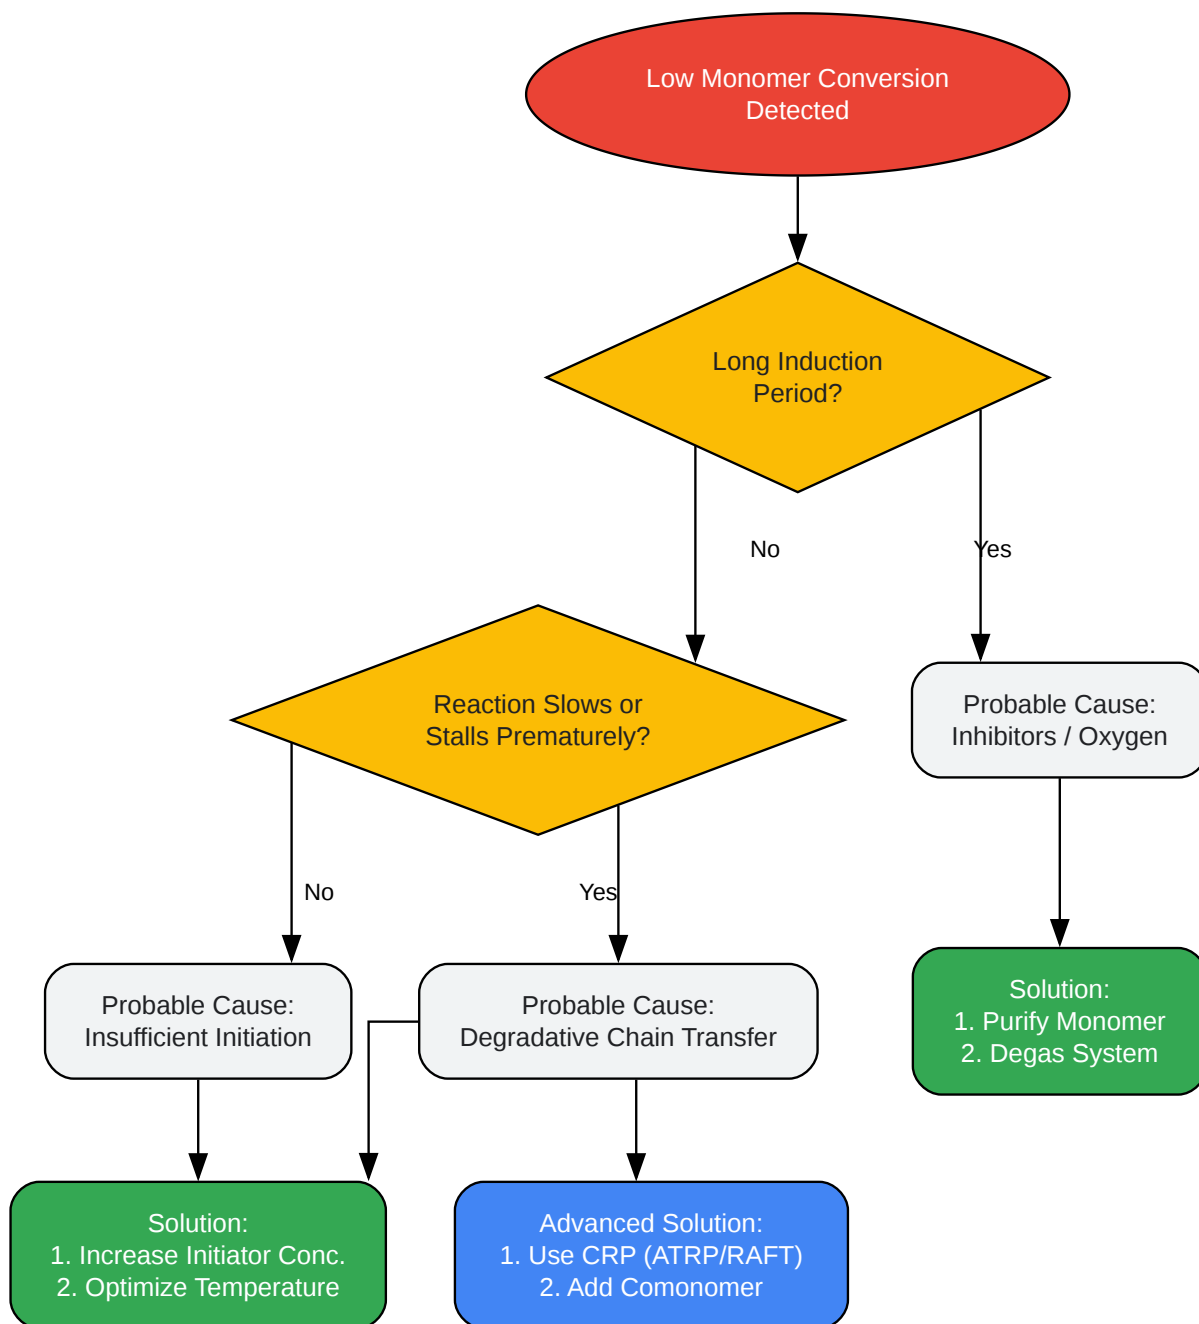 Low Monomer Conversion
Detected
Long Induction
Period?
No
Yes
Reaction Slows or
Stalls Prematurely?
Probable Cause:
Inhibitors / Oxygen
No
Yes
Probable Cause:
Insufficient Initiation
Probable Cause:
Degradative Chain Transfer
Solution:
1. Purify Monomer
2. Degas System
Solution:
1. Increase Initiator Conc.
2. Optimize Temperature
Advanced Solution:
1. Use CRP (ATRP/RAFT)
2. Add Comonomer